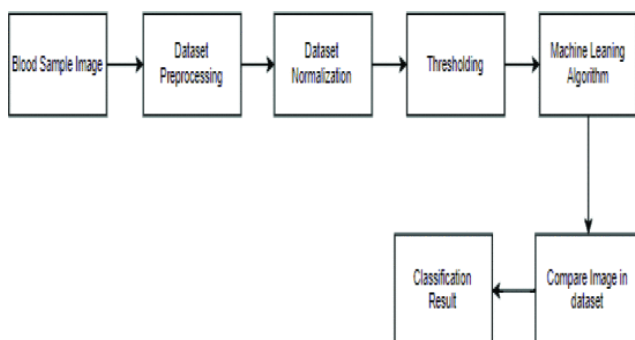 Blood Sample Image
Dataset
Preprocessing
Dataset
Normalization
Thresholding
Machine Leaning
Algorithm
Classification
Result
Compare Image in
dataset